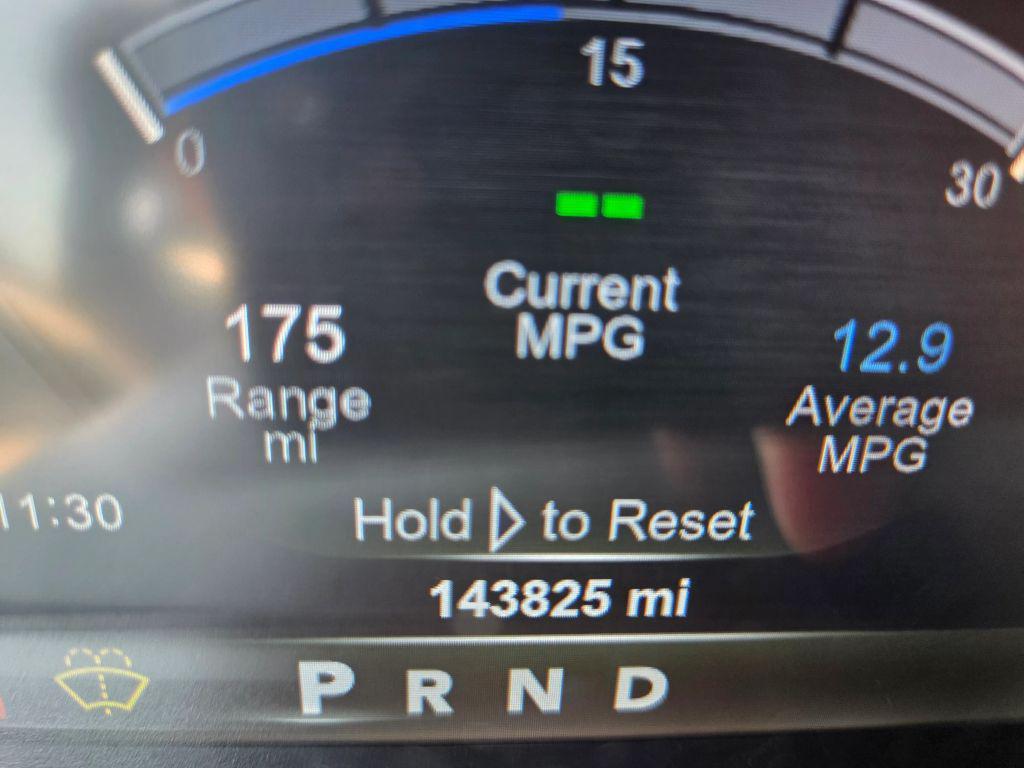 15
0
30
Current
MPG
175
Range
mi
12.9
Average
MPG
11:30
Hold to Reset
143825 mi
P R N D